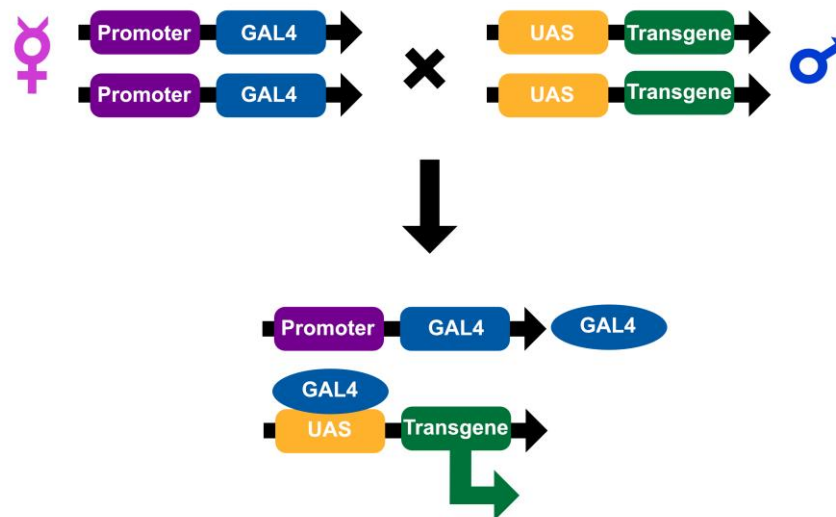 Promoter GAL4 UAS Transgene
Promoter GAL4 UAS Transgene
Promoter GAL4 GAL4
GAL4
UAS Transgene